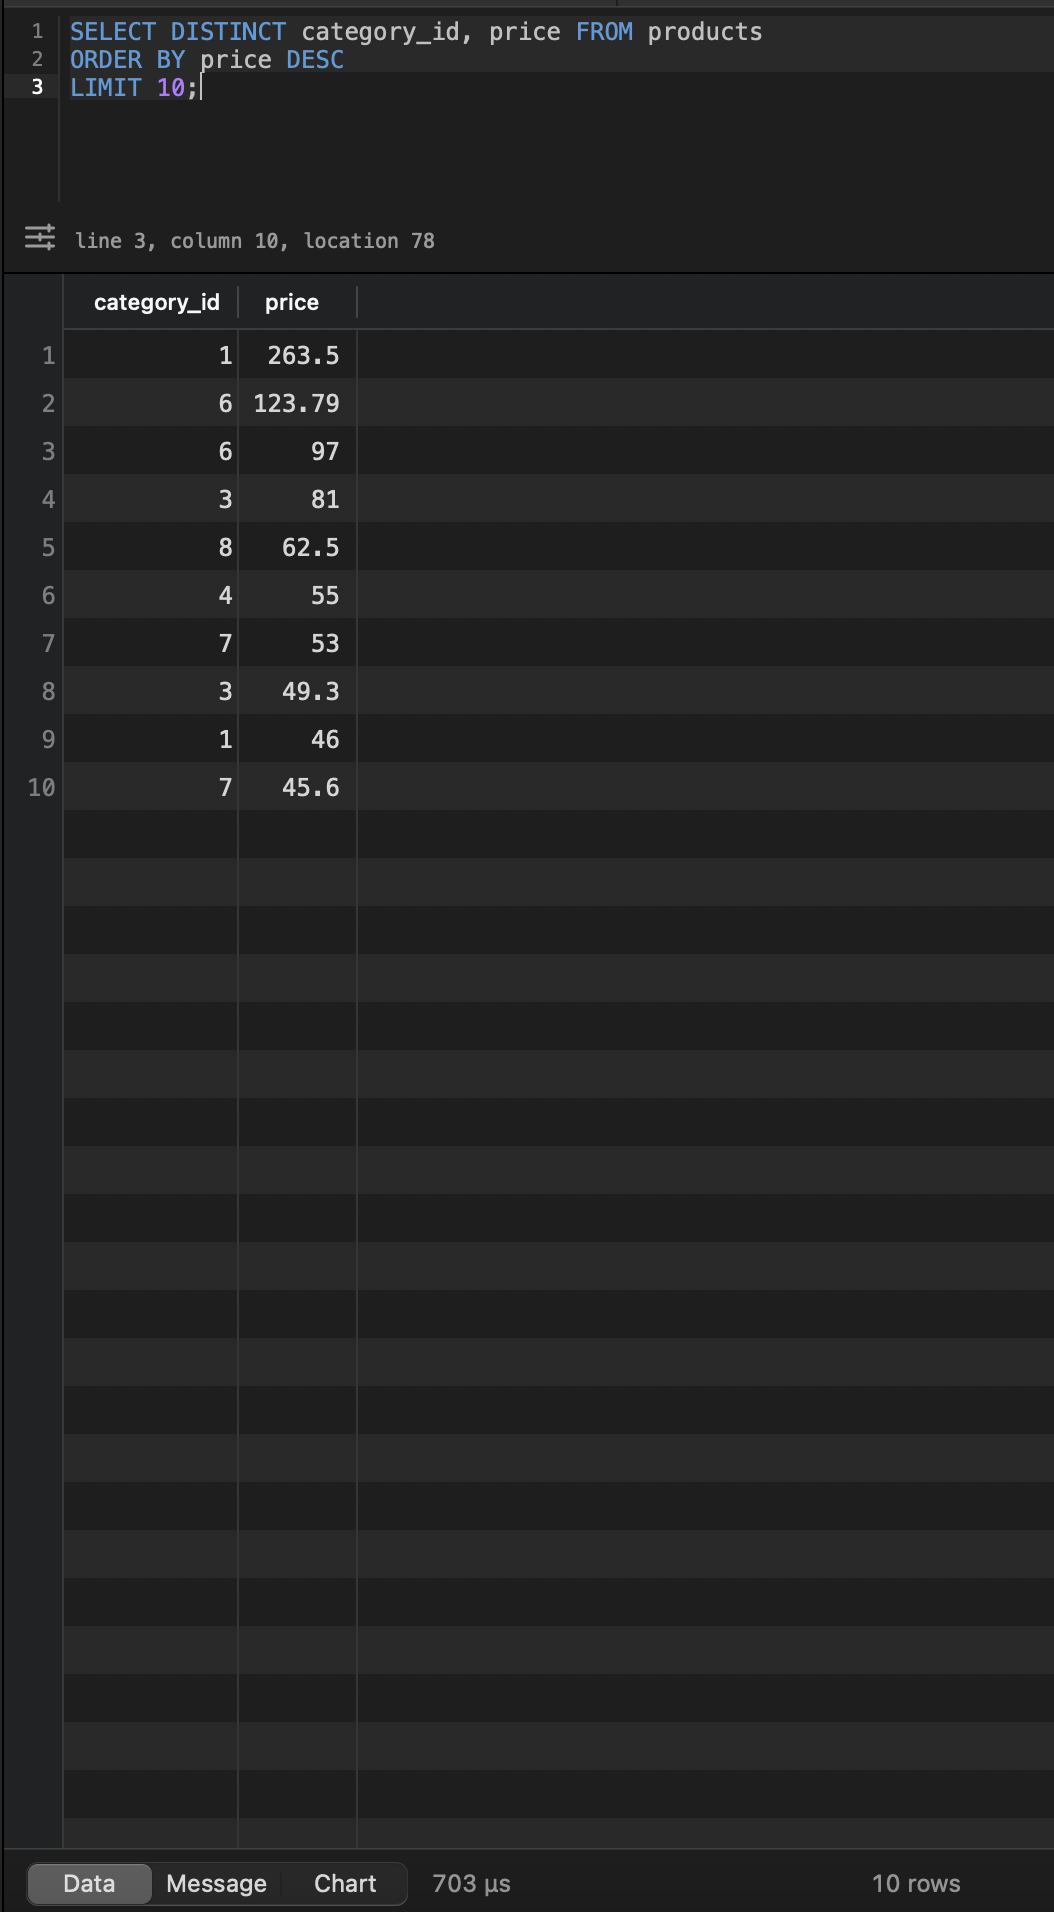 1 SELECT DISTINCT category_id, price FROM products
2 ORDER BY price DESC
3 LIMIT 10;
line 3, column 10, location 78
category_id price
1 1 263.5
2 6 123.79
3 6 97
4 3 81
5 8 62.5
6 4 55
7 7 53
8 3 49.3
9 1 46
10 7 45.6
Data Message Chart 703 µs 10 rows